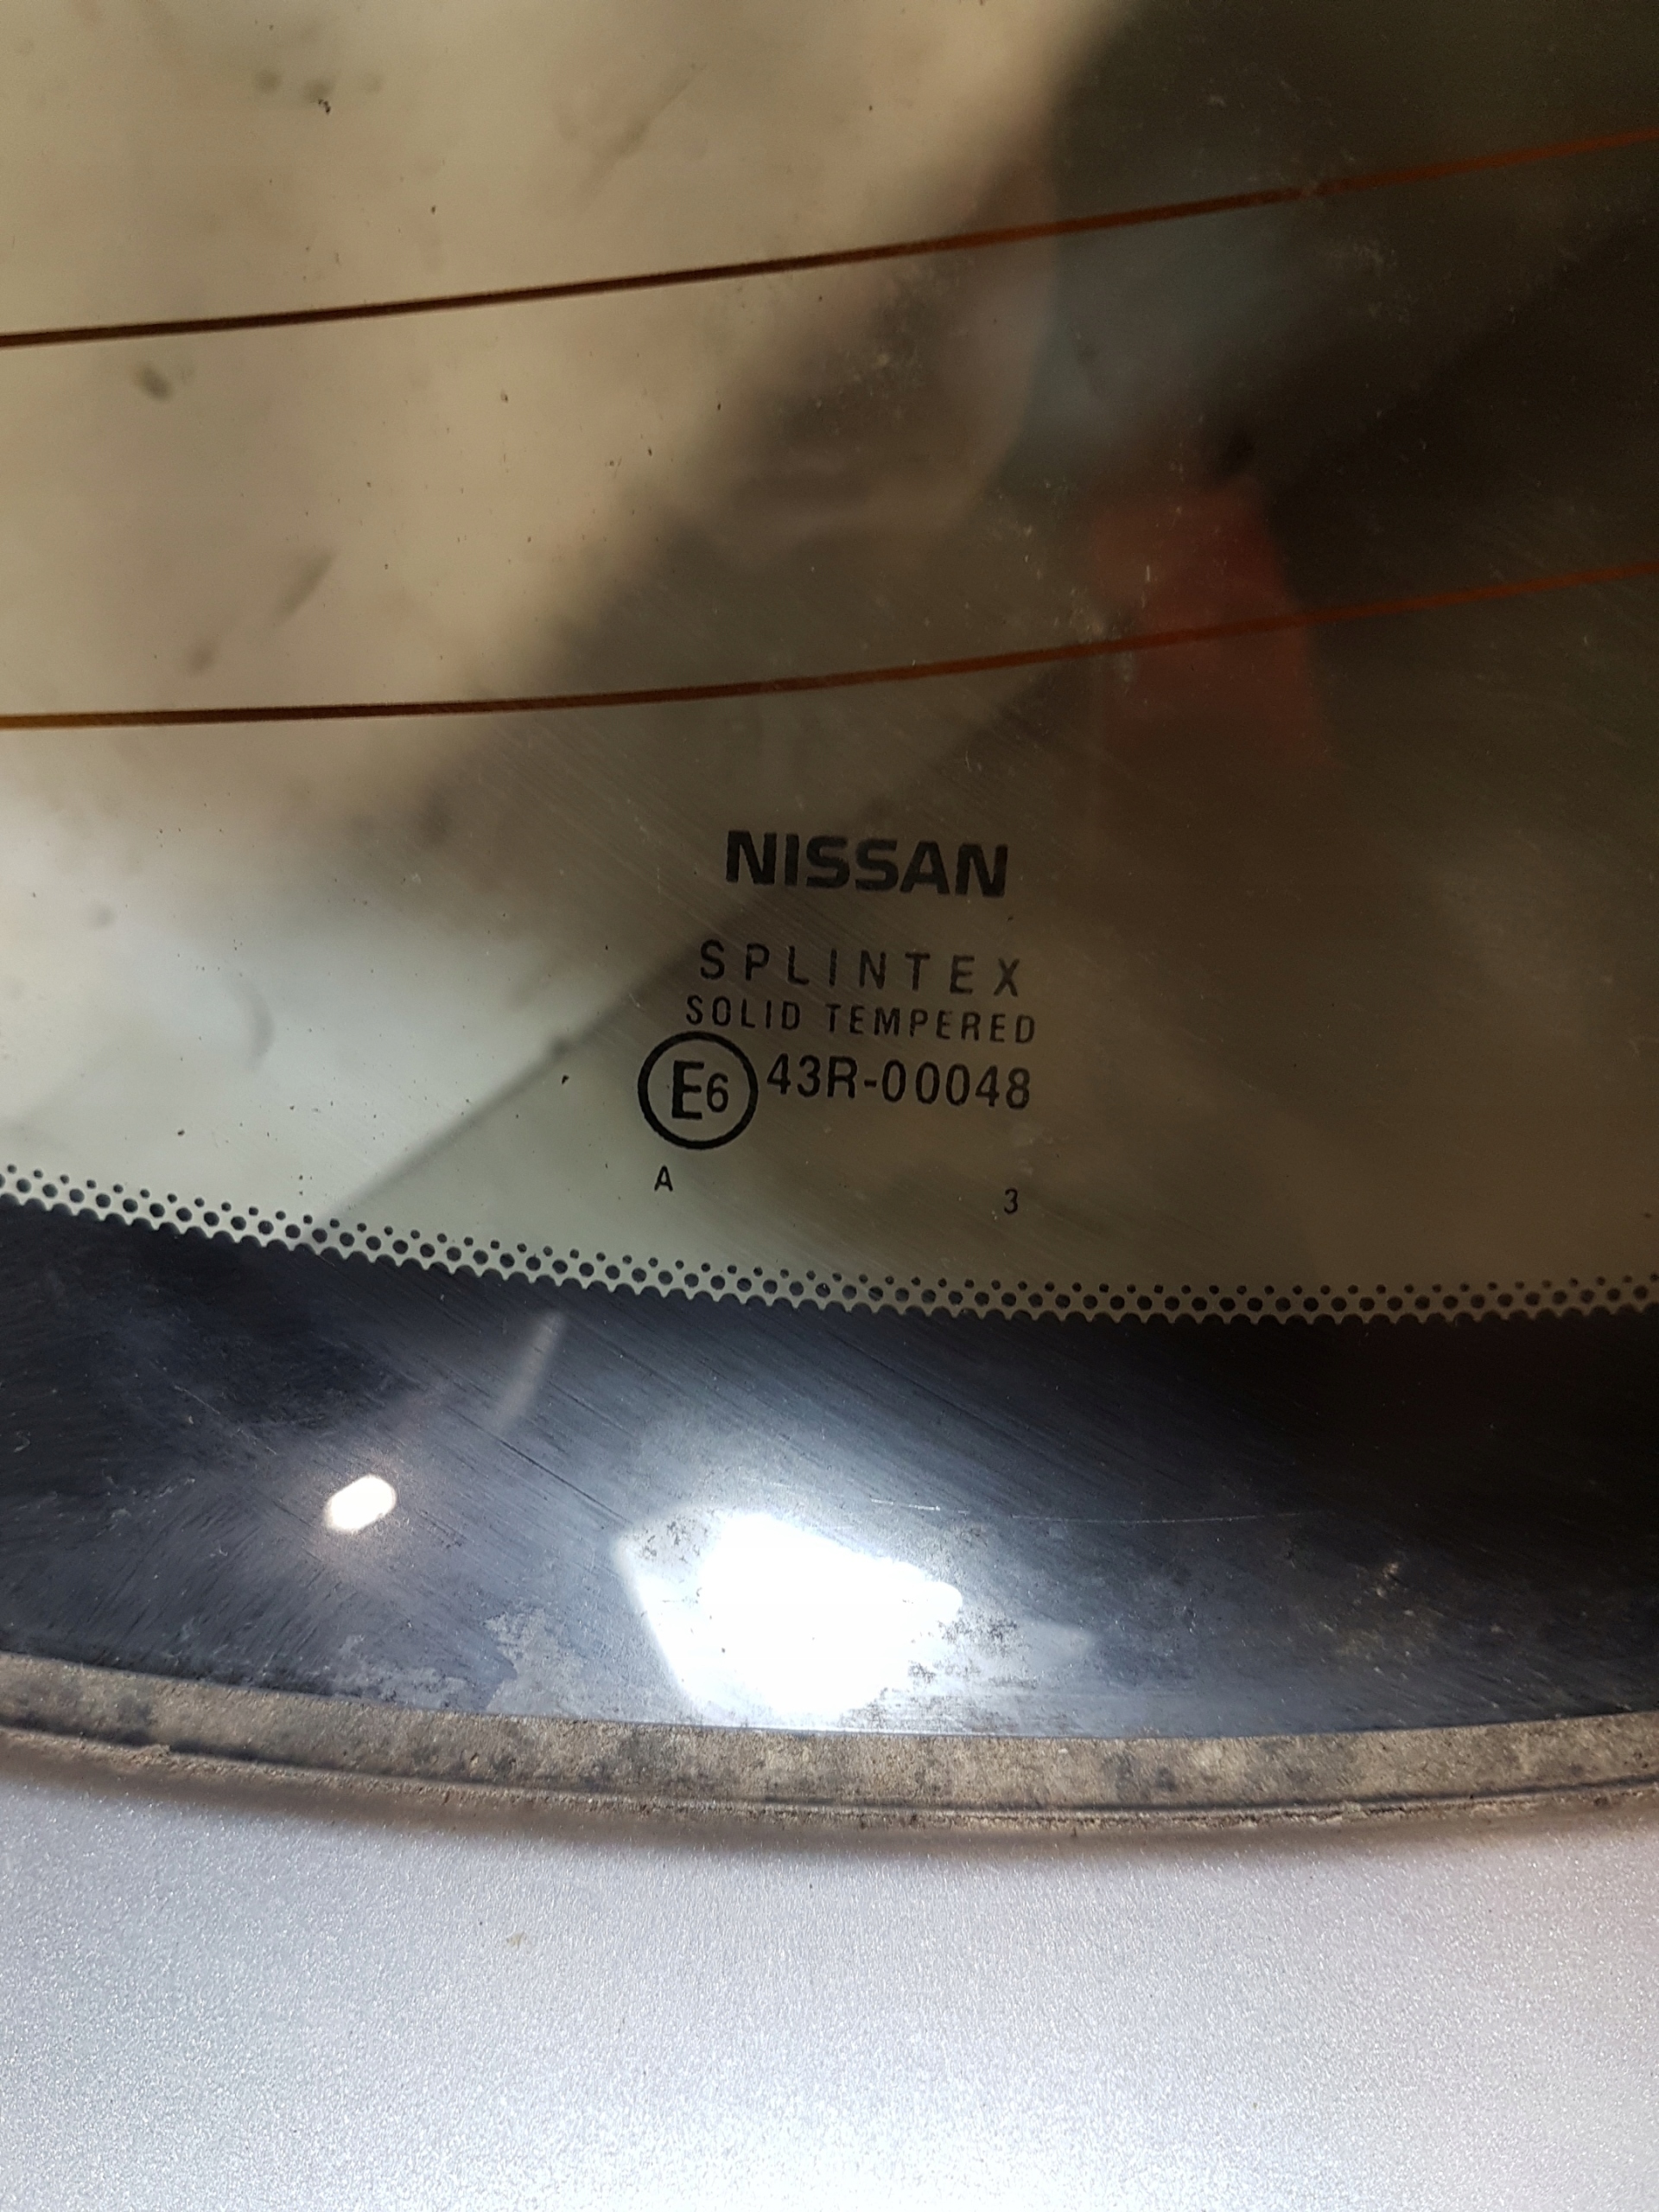 NISSAN
SPLINTEX
SOLID TEMPERED
E6 43R-00048
A 3